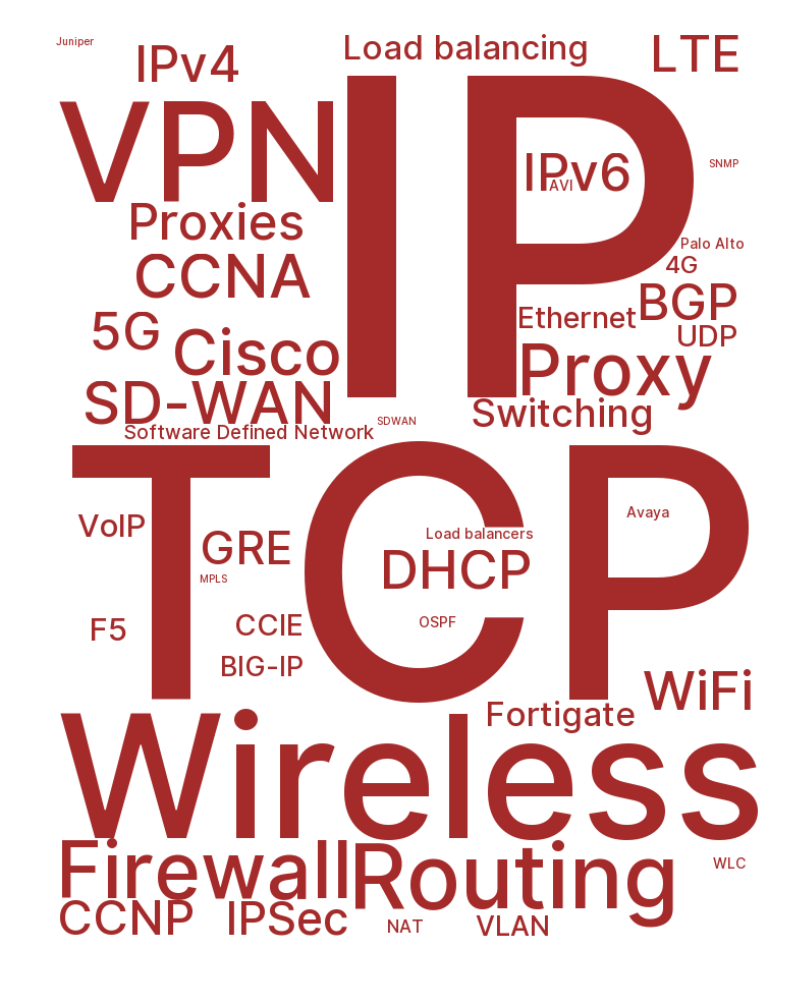 Juniper
IPv4
Load balancing
LTE
VPN
IP
IPv6
AVI
SNMP
Proxies
Palo Alto
CCNA
4G
5G
BGP
Ethernet
UDP
Cisco
Proxy
SD-WAN
Switching
SDWAN
Software Defined Network
TCP
VoIP
Avaya
GRE
Load balancers
DHCP
MPLS
F5
CCIE
OSPF
BIG-IP
WiFi
Fortigate
Wireless
Firewall
Routing
WLC
CCNP
IPSec
NAT
VLAN